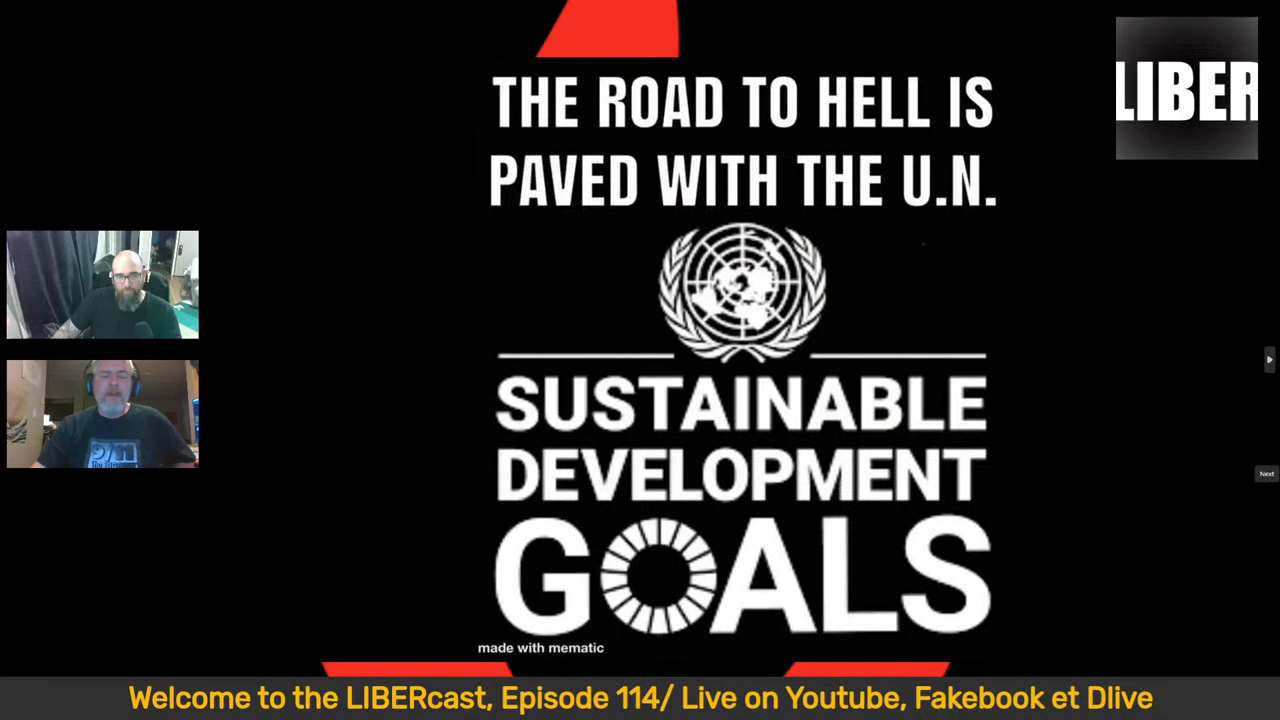 THE ROAD TO HELL IS
PAVED WITH THE U.N.
SUSTAINABLE
DEVELOPMENT
GOALS
made with mematic
LIBER
Next
Welcome to the LIBERcast, Episode 114/ Live on Youtube, Fakebook et Dlive